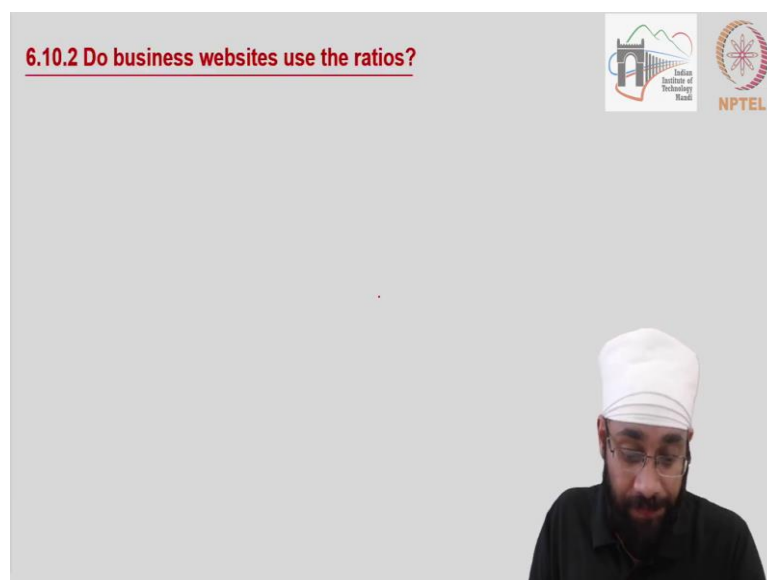 6.10.2 Do business websites use the ratios?
Indian
Institute of
Technology
Mandi
NPTEL